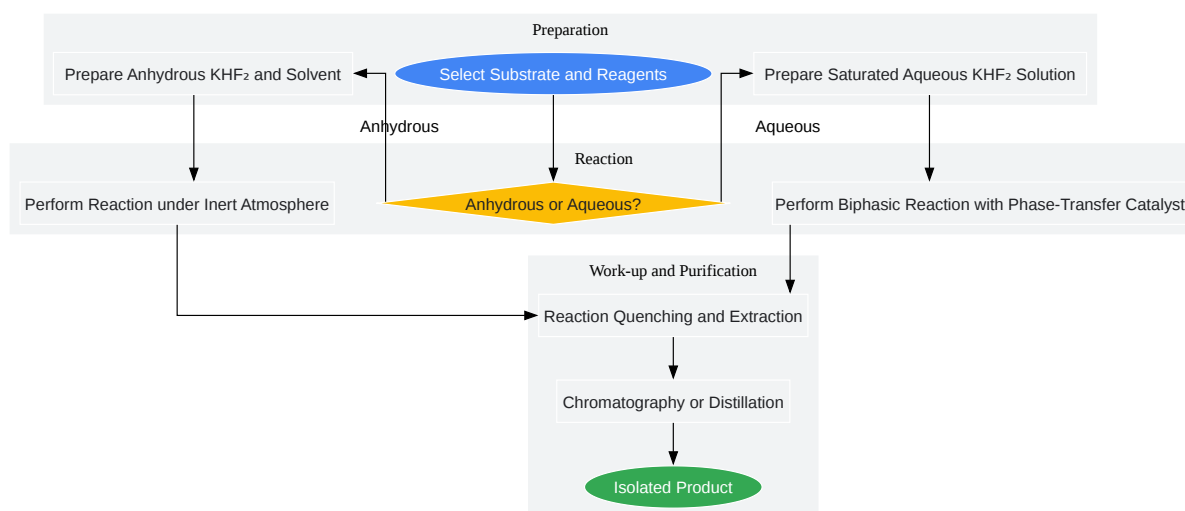 Preparation
Prepare Anhydrous KHF₂ and Solvent
Select Substrate and Reagents
Prepare Saturated Aqueous KHF₂ Solution
Anhydrous
Aqueous
Reaction
Perform Reaction under Inert Atmosphere
Anhydrous or Aqueous?
Perform Biphasic Reaction with Phase-Transfer Catalyst
Work-up and Purification
Reaction Quenching and Extraction
Chromatography or Distillation
Isolated Product